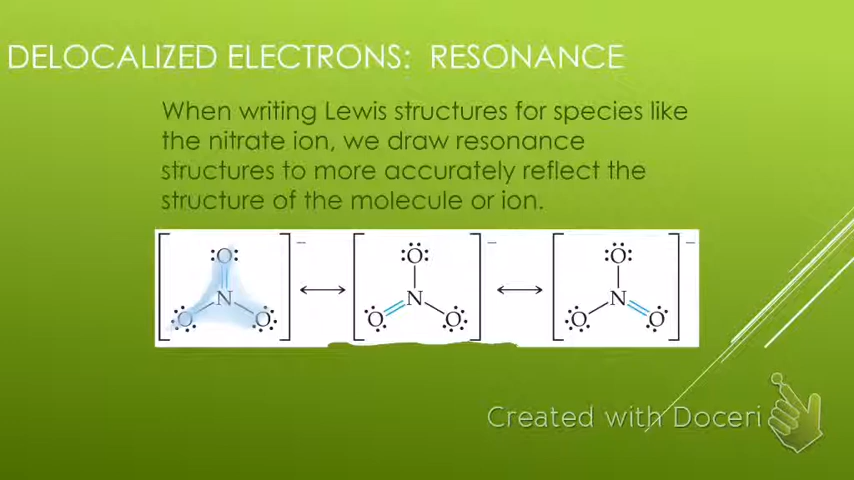 DELOCALIZED ELECTRONS: RESONANCE
When writing Lewis structures for species like
the nitrate ion, we draw resonance
structures to more accurately reflect the
structure of the molecule or ion.
O O O
N N N
O O O O O O
Created with Doceri